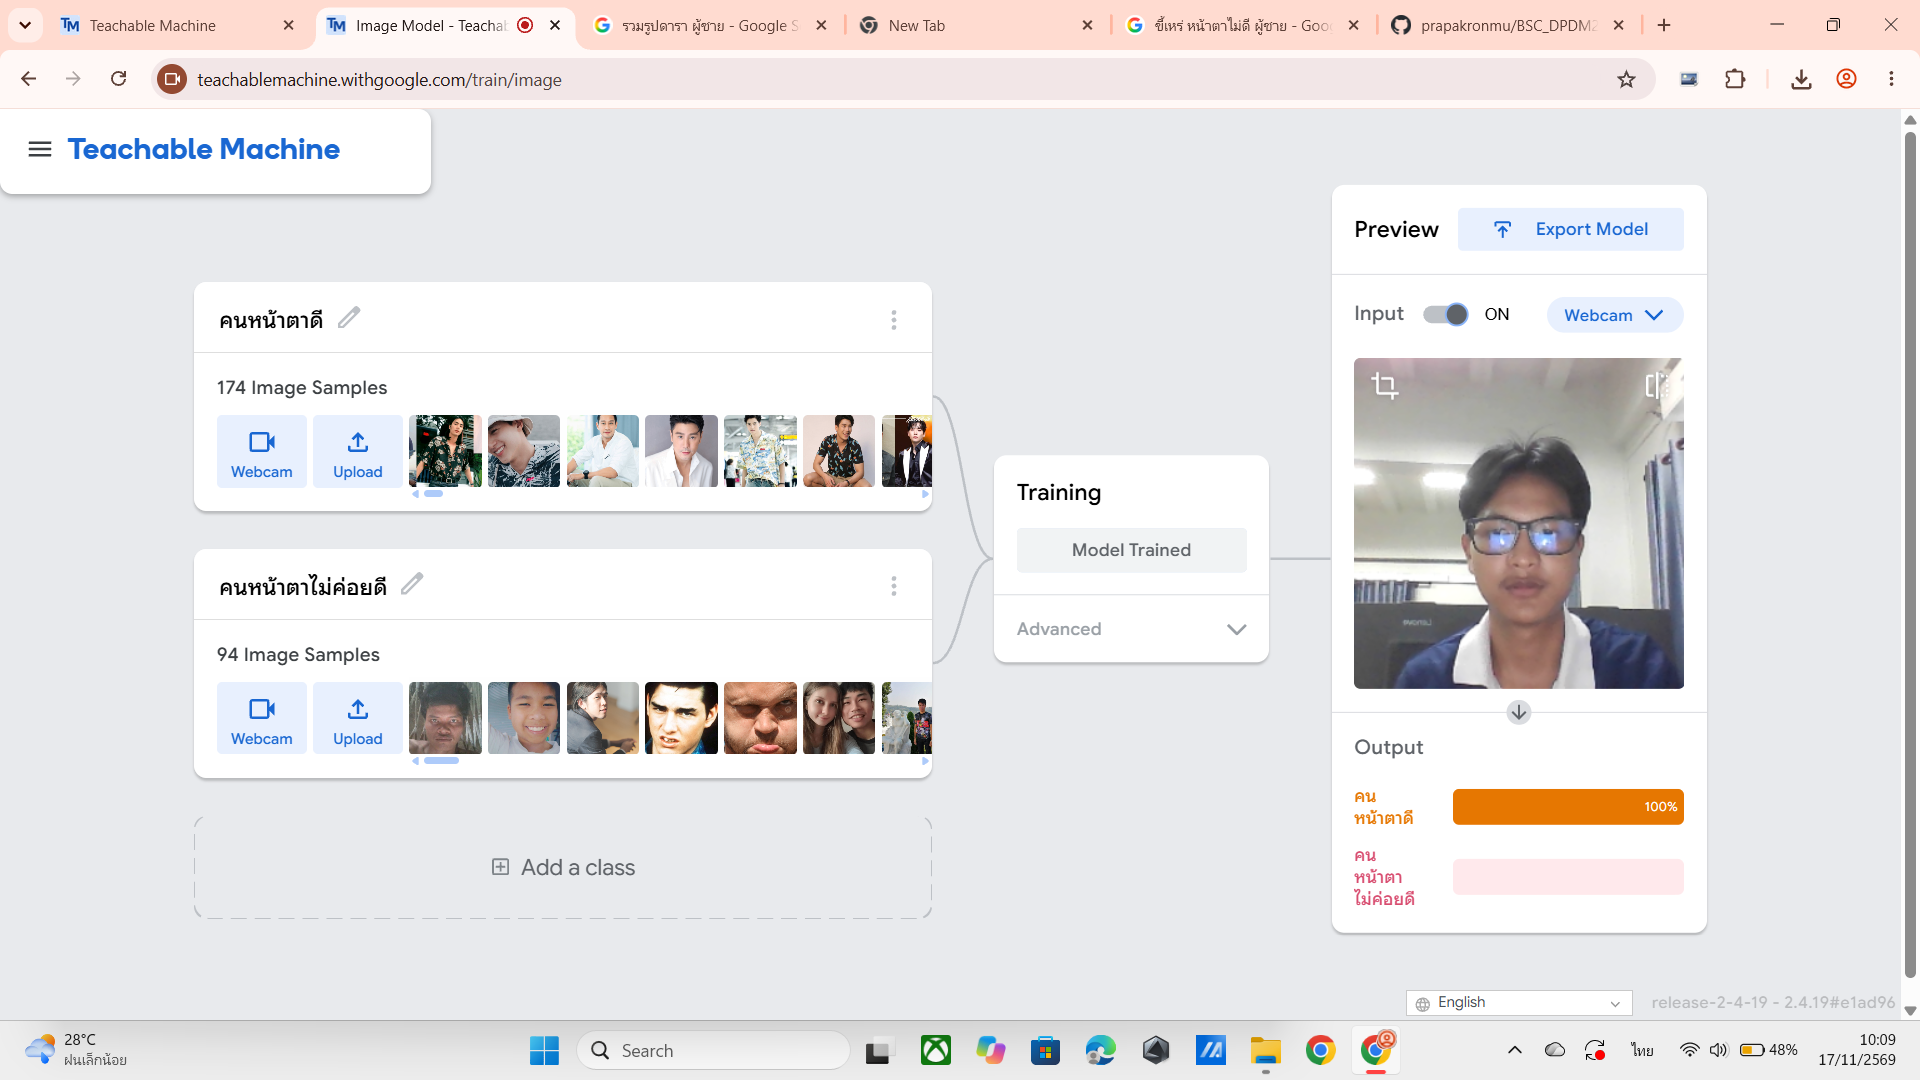 Teachable Machine
Image Model - Teachab
รวมรูปดารา ผู้ชาย - Google S
New Tab
ขี้เหร่ หน้าตาไม่ดี ผู้ชาย - Goo
prapakronmu/BSC_DPDM2
teachablemachine.withgoogle.com/train/image
Teachable Machine
Preview
Export Model
Input
ON
Webcam
คนหน้าตาดี
174 Image Samples
Webcam
Upload
Training
Model Trained
Advanced
คนหน้าตาไม่ค่อยดี
94 Image Samples
Webcam
Upload
Output
คน
หน้าตาดี
100%
คน
หน้าตา
ไม่ค่อยดี
Add a class
English
release-2-4-19 - 2.4.19#e1ad96
28°C
ฝนเล็กน้อย
Search
ไทย
48%
10:09
17/11/2569